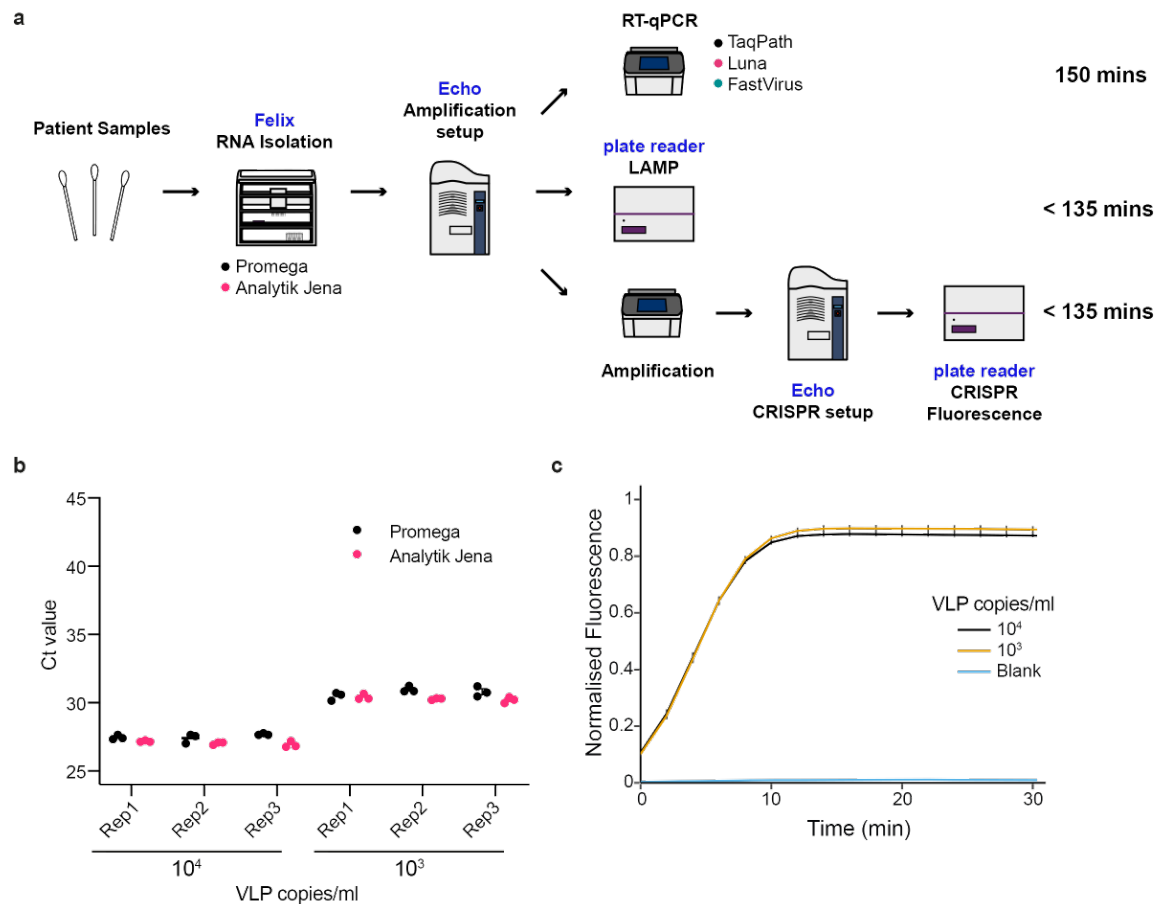 a
Patient Samples
Felix
RNA Isolation
Promega
Analytik Jena
Echo
Amplification
setup
RT-qPCR
TaqPath
Luna
FastVirus
150 mins
plate reader
LAMP
< 135 mins
Amplification
Echo
CRISPR setup
plate reader
CRISPR
Fluorescence
< 135 mins
b
Ct value
45
40
35
30
25
Promega
Analytik Jena
Rep1
Rep2
Rep3
Rep1
Rep2
Rep3
10⁴
10³
VLP copies/ml
c
Normalised Fluorescence
1
0.8
0.6
0.4
0.2
0
VLP copies/ml
10⁴
10³
Blank
0
10
20
30
Time (min)